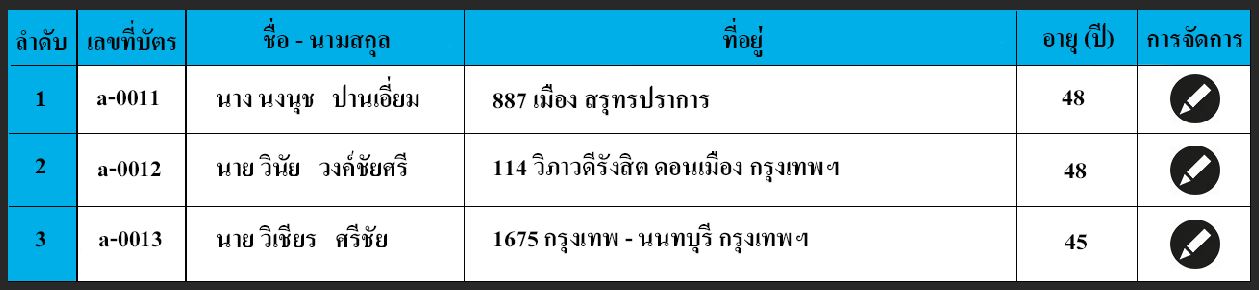 ลำดับ เลขที่บัตร ชื่อ - นามสกุล ที่อยู่ อายุ (ปี) การจัดการ
1 a-0011 นาง นงนุช ปานเอี่ยม 887 เมือง สรุทรปราการ 48
2 a-0012 นาย วินัย วงค์ชัยศรี 114 วิภาวดีรังสิต ดอนเมือง กรุงเทพฯ 48
3 a-0013 นาย วิเชียร ศรีชัย 1675 กรุงเทพ - นนทบุรี กรุงเทพฯ 45